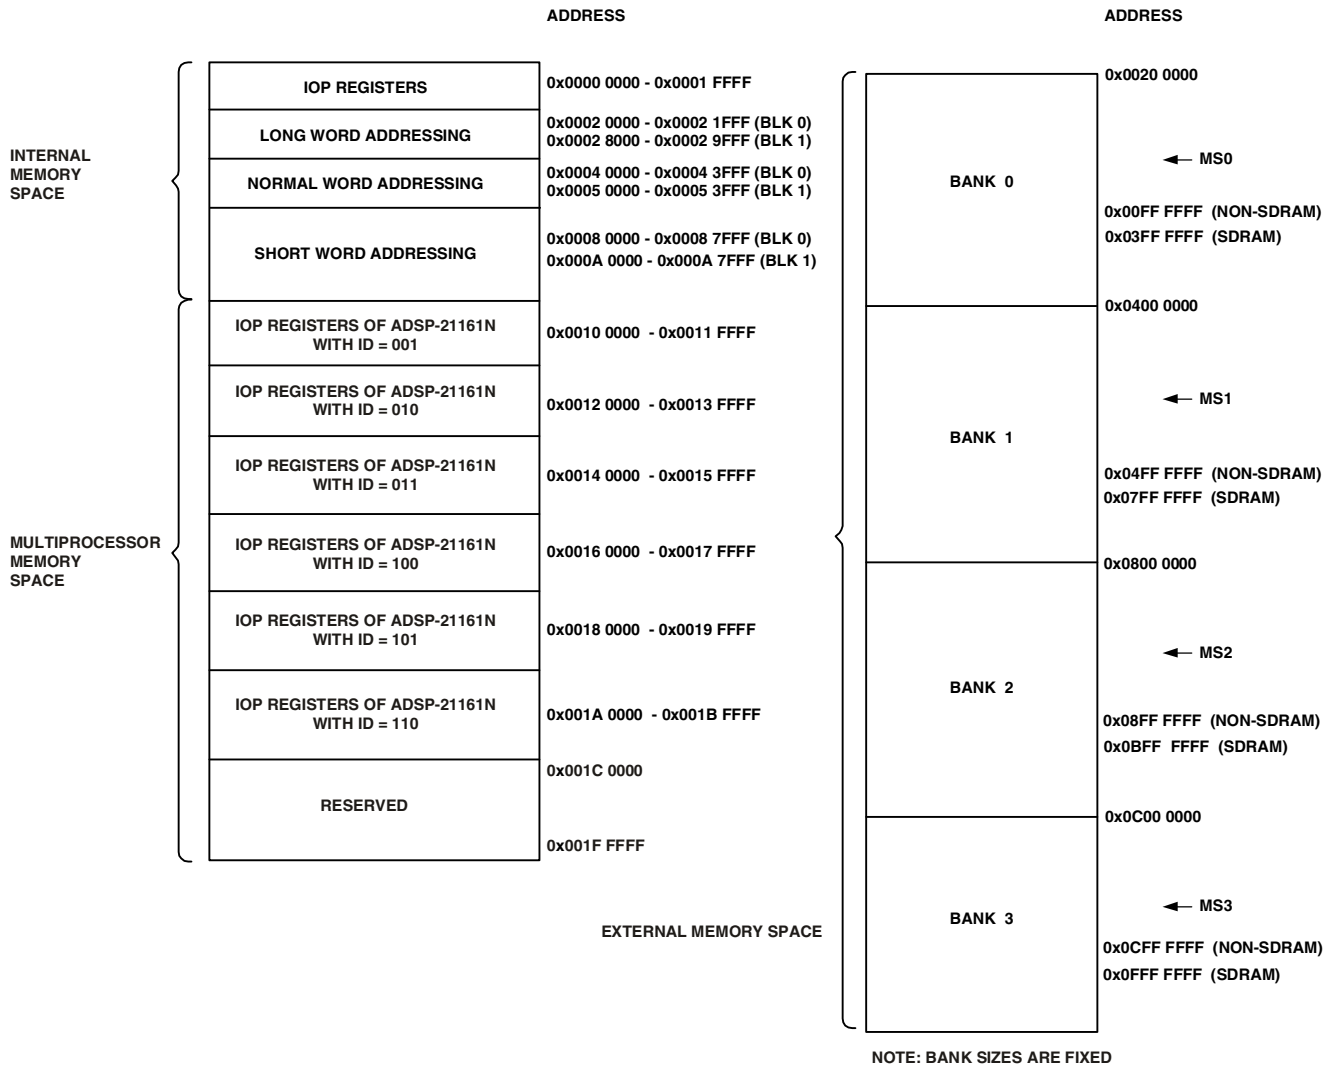 ADDRESS
IOP REGISTERS
0x0000 0000 - 0x0001 FFFF
LONG WORD ADDRESSING
0x0002 0000 - 0x0002 1FFF (BLK 0)
0x0002 8000 - 0x0002 9FFF (BLK 1)
INTERNAL
MEMORY
SPACE
NORMAL WORD ADDRESSING
0x0004 0000 - 0x0004 3FFF (BLK 0)
0x0005 0000 - 0x0005 3FFF (BLK 1)
SHORT WORD ADDRESSING
0x0008 0000 - 0x0008 7FFF (BLK 0)
0x000A 0000 - 0x000A 7FFF (BLK 1)
IOP REGISTERS OF ADSP-21161N
WITH ID = 001
0x0010 0000 - 0x0011 FFFF
IOP REGISTERS OF ADSP-21161N
WITH ID = 010
0x0012 0000 - 0x0013 FFFF
IOP REGISTERS OF ADSP-21161N
WITH ID = 011
0x0014 0000 - 0x0015 FFFF
MULTIPROCESSOR
MEMORY
SPACE
IOP REGISTERS OF ADSP-21161N
WITH ID = 100
0x0016 0000 - 0x0017 FFFF
IOP REGISTERS OF ADSP-21161N
WITH ID = 101
0x0018 0000 - 0x0019 FFFF
IOP REGISTERS OF ADSP-21161N
WITH ID = 110
0x001A 0000 - 0x001B FFFF
0x001C 0000
RESERVED
0x001F FFFF
ADDRESS
0x0020 0000
MS0
BANK 0
0x00FF FFFF (NON-SDRAM)
0x03FF FFFF (SDRAM)
0x0400 0000
MS1
BANK 1
0x04FF FFFF (NON-SDRAM)
0x07FF FFFF (SDRAM)
0x0800 0000
MS2
BANK 2
0x08FF FFFF (NON-SDRAM)
0x0BFF FFFF (SDRAM)
0x0C00 0000
MS3
BANK 3
EXTERNAL MEMORY SPACE
0x0CFF FFFF (NON-SDRAM)
0x0FFF FFFF (SDRAM)
NOTE: BANK SIZES ARE FIXED